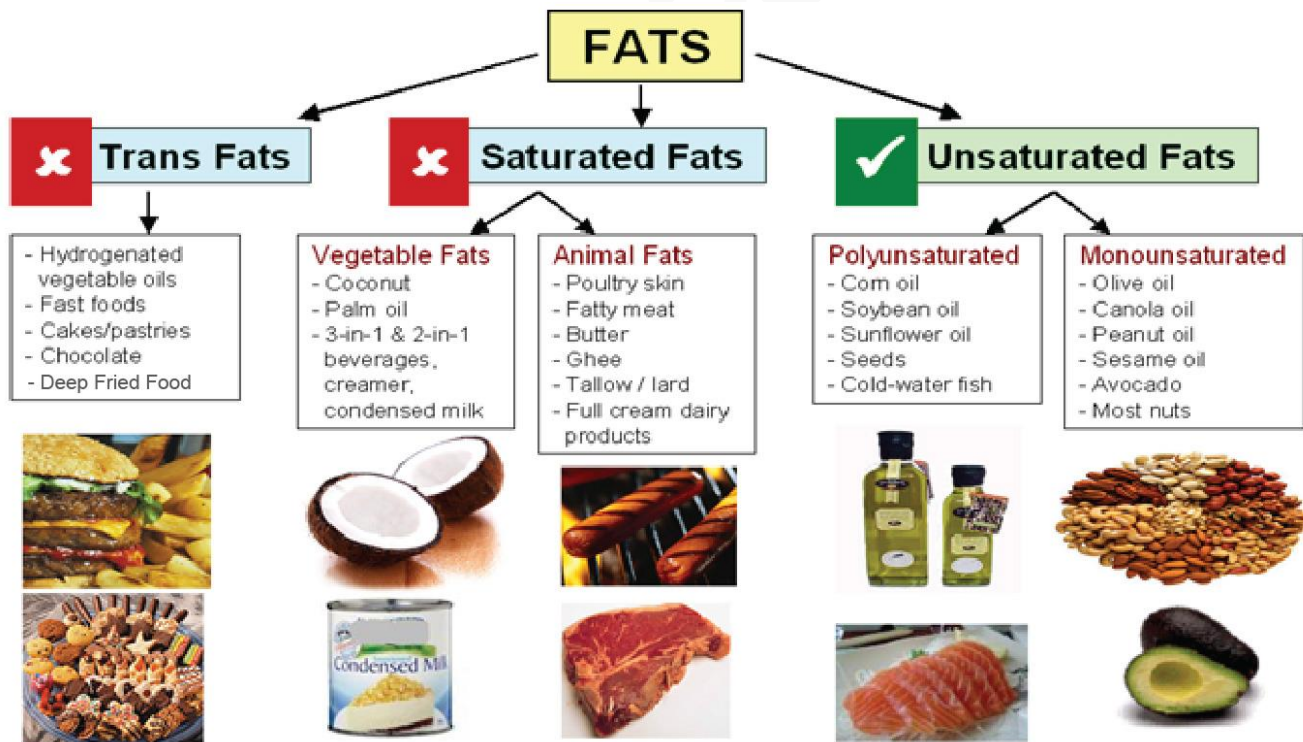 FATS
Trans Fats
- Hydrogenated
vegetable oils
- Fast foods
- Cakes/pastries
- Chocolate
- Deep Fried Food
Saturated Fats
Vegetable Fats
- Coconut
- Palm oil
- 3-in-1 & 2-in-1
beverages,
creamer,
condensed milk
Animal Fats
- Poultry skin
- Fatty meat
- Butter
- Ghee
- Tallow / lard
- Full cream dairy
products
Unsaturated Fats
Polyunsaturated
- Corn oil
- Soybean oil
- Sunflower oil
- Seeds
- Cold-water fish
Monounsaturated
- Olive oil
- Canola oil
- Peanut oil
- Sesame oil
- Avocado
- Most nuts
Condensed Milk